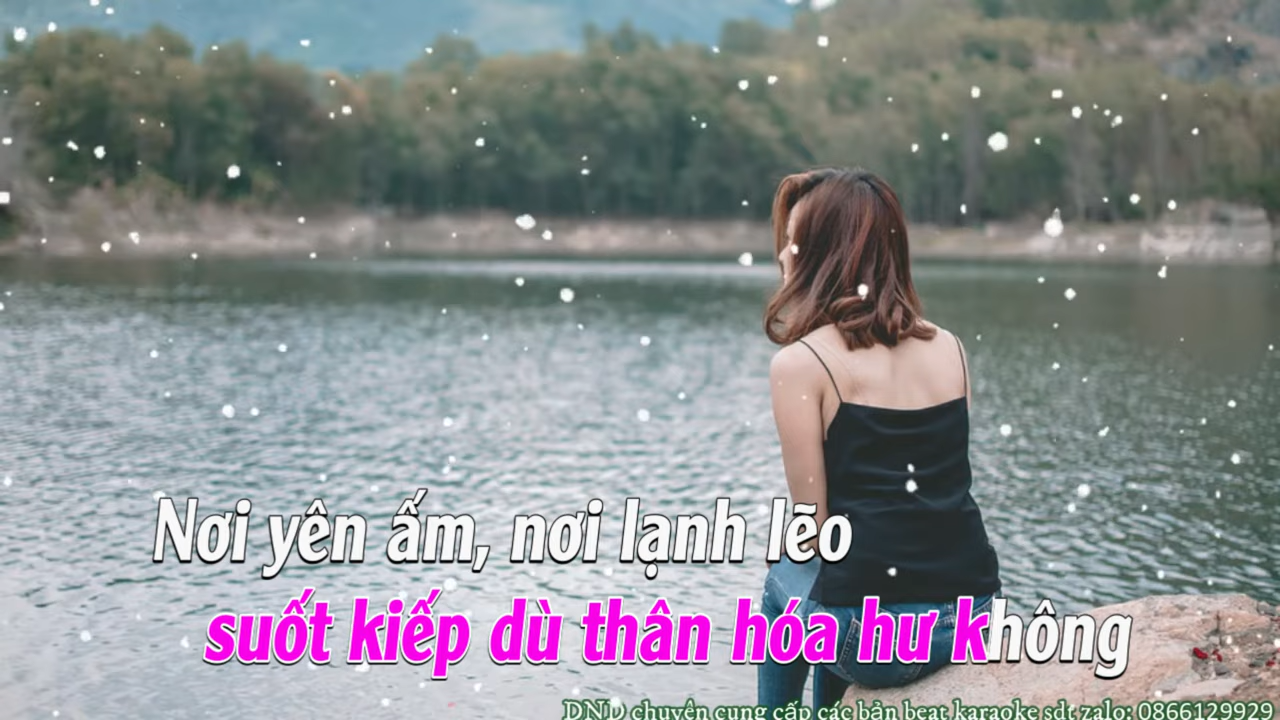 Nơi yên ấm, nơi lạnh lẽo
suốt kiếp dù thân hóa hư không
DND chuyên cung cấp các bản beat karaoke sdt zalo: 0866129929